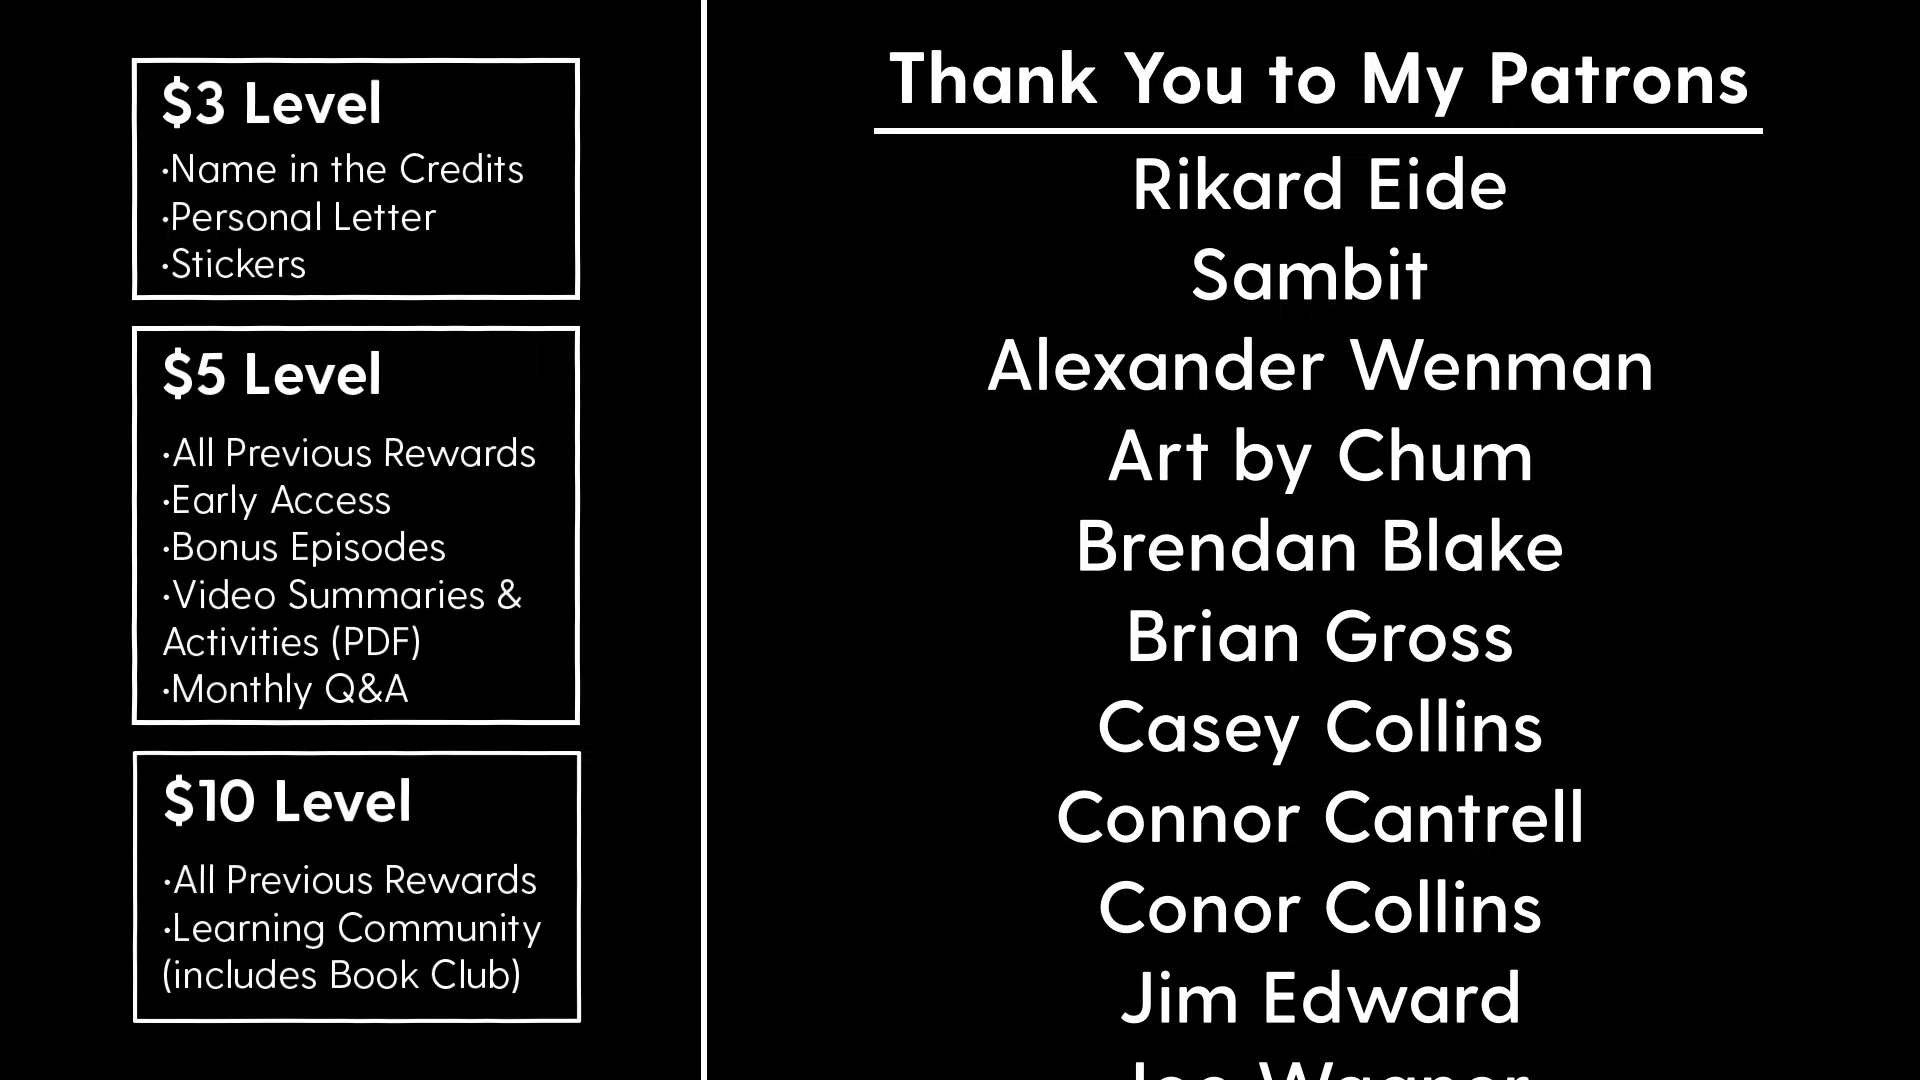 $3 Level
·Name in the Credits
·Personal Letter
·Stickers
$5 Level
·All Previous Rewards
·Early Access
·Bonus Episodes
·Video Summaries &
Activities (PDF)
·Monthly Q&A
$10 Level
·All Previous Rewards
·Learning Community
(includes Book Club)
Thank You to My Patrons
Rikard Eide
Sambit
Alexander Wenman
Art by Chum
Brendan Blake
Brian Gross
Casey Collins
Connor Cantrell
Conor Collins
Jim Edward